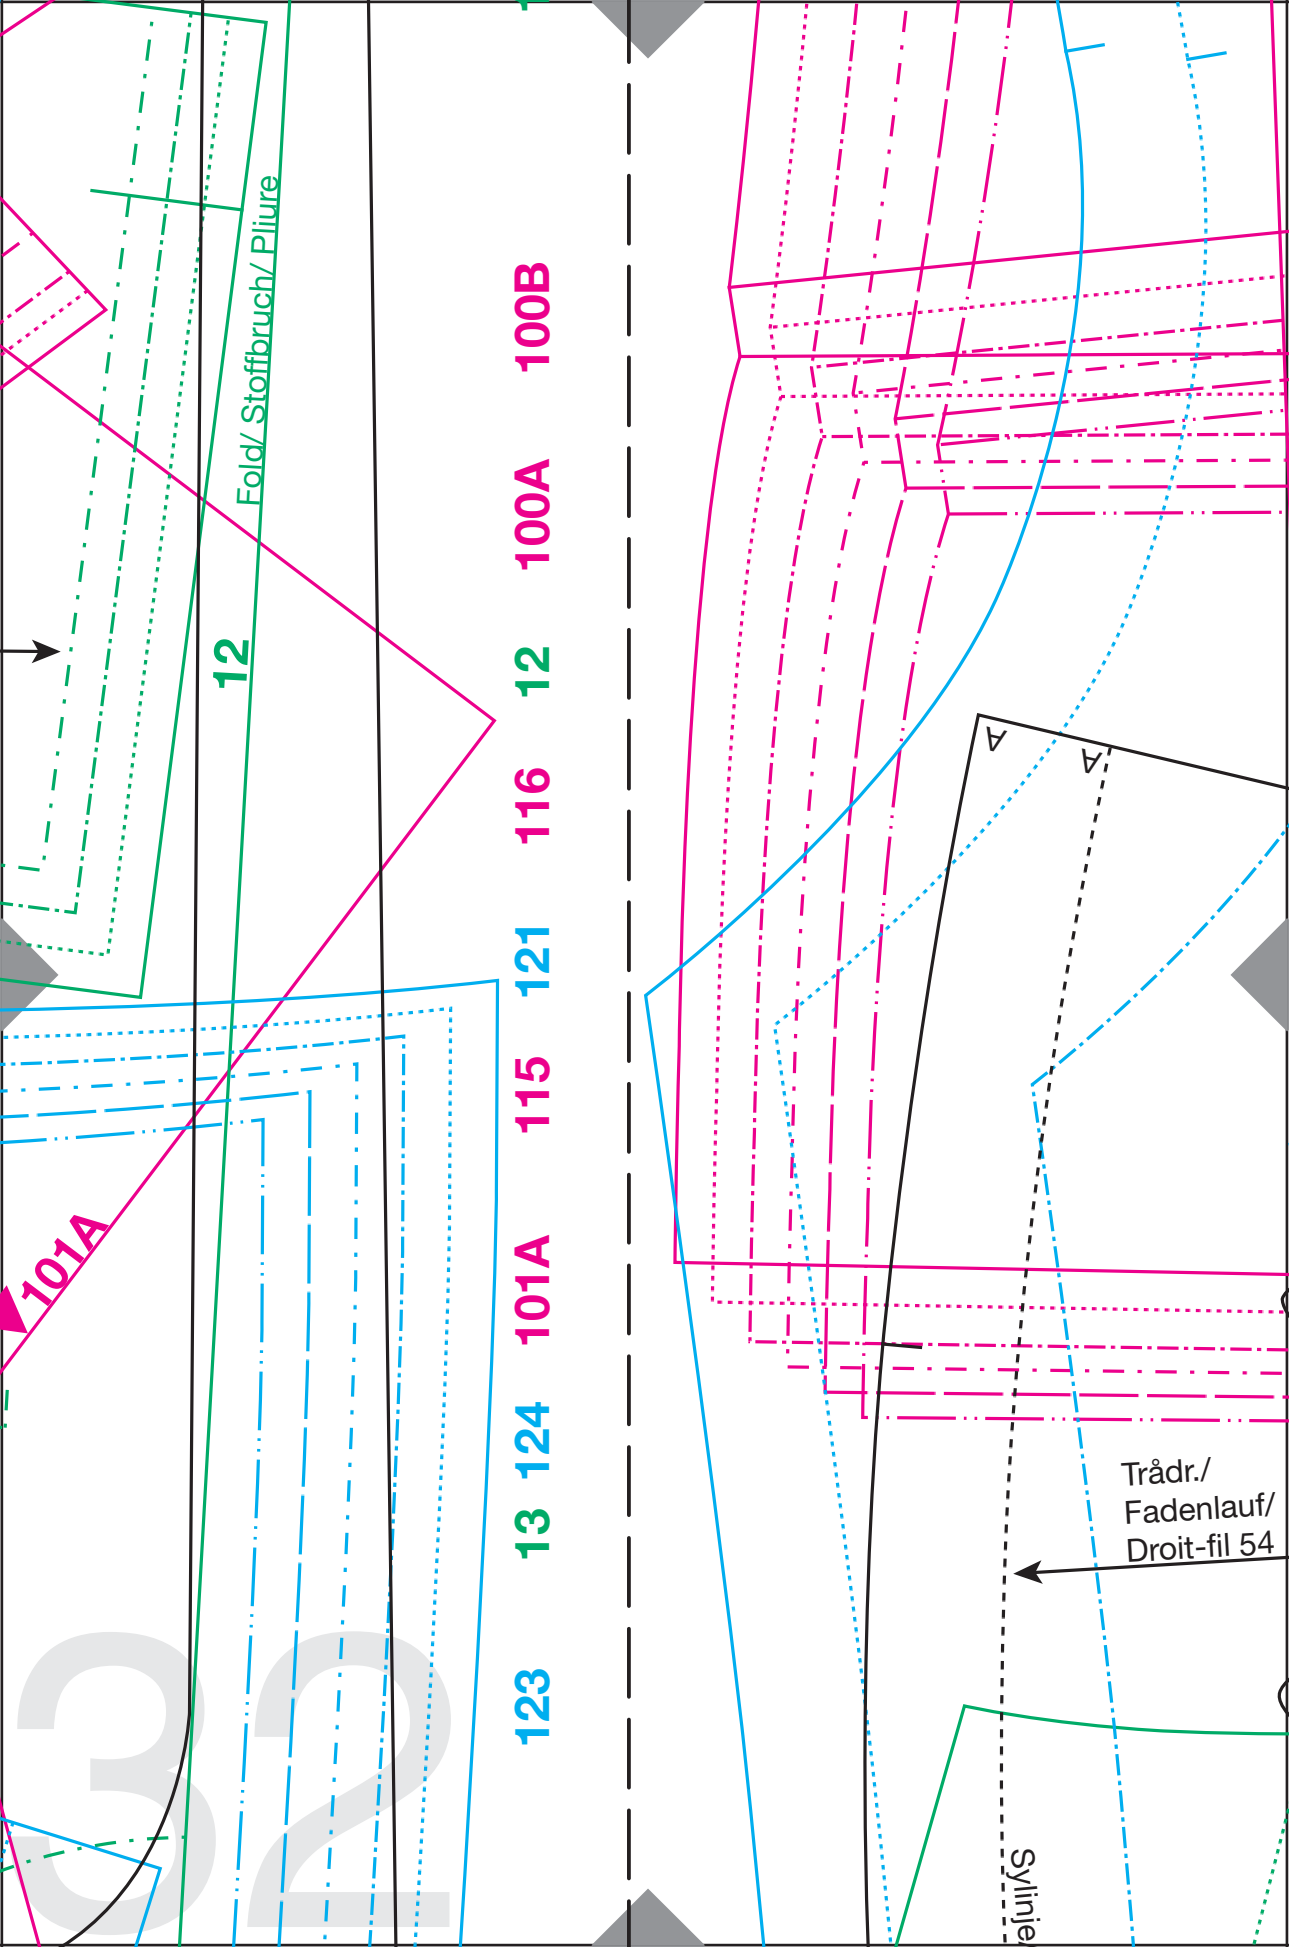 Fold/ Stoffbruch/ Pliure
12
100B
100A
12
116
121
115
101A
124
13
123
101A
A
A
Trådr./
Fadenlauf/
Droit-fil 54
Sylinje
32